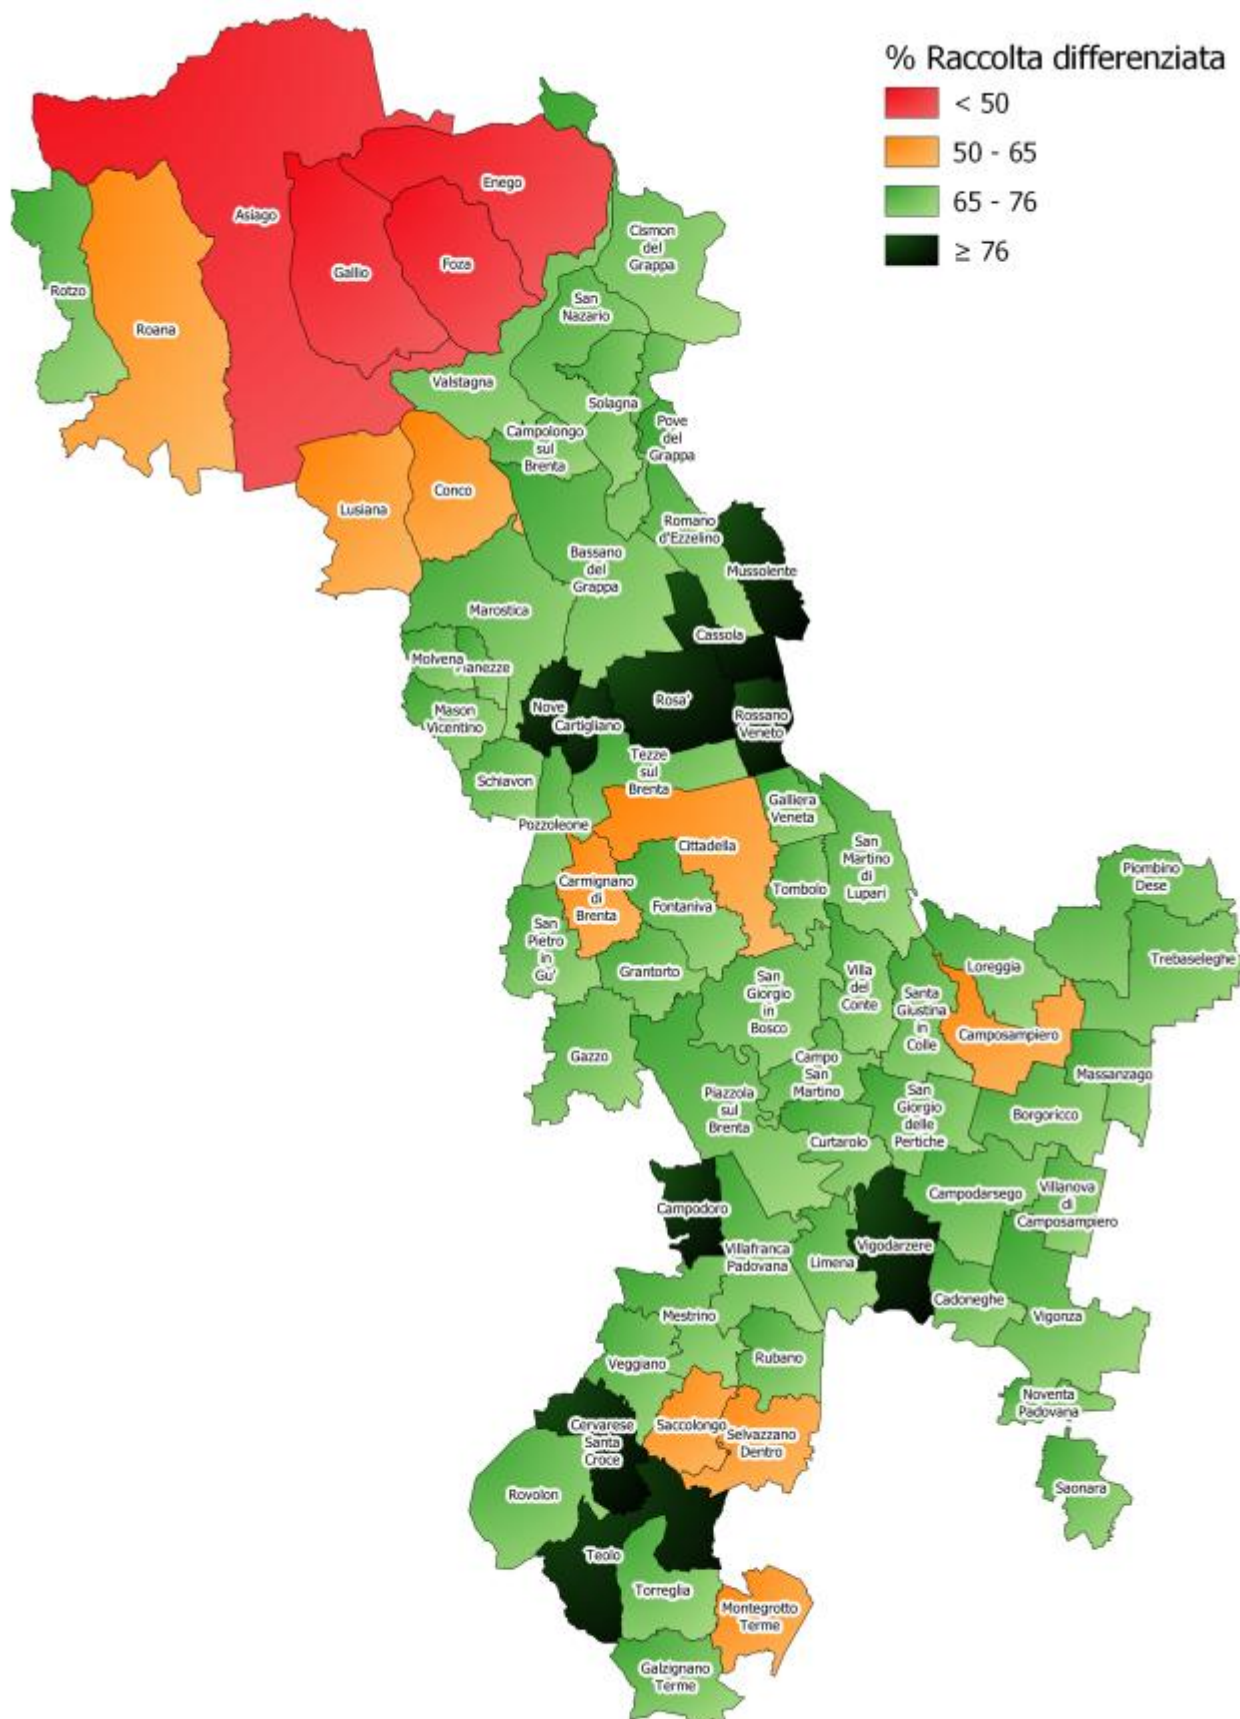 % Raccolta differenziata
< 50
50 - 65
65 - 76
≥ 76
Enego
Asiago
Foza
Gallio
Cismon
del
Grappa
Rotzo
San
Nazario
Roana
Valstagna
Solagna
Pove
del
Grappa
Campolongo
sul
Brenta
Conco
Lusiana
Romano
d'Ezzelino
Bassano
del
Grappa
Mussolente
Marostica
Cassola
Molvena
ianezze
Rosa'
Nove
Cartigliano
Rossano
Veneto
Mason
Vicentino
Tezze
sul
Brenta
Schiavon
Galliera
Veneta
Pozzoleone
Cittadella
San
Martino
di
Lupari
Carmignano
di
Brenta
Tombolo
Fontaniva
Piombino
Dese
San
Pietro
in
Gu'
Grantorto
Trebaseleghe
Loreggia
San
Giorgio
in
Bosco
Villa
del
Conte
Santa
Giustina
in
Colle
Camposampiero
Gazzo
Campo
San
Martino
Massanzago
Piazzola
sul
Brenta
San
Giorgio
delle
Pertiche
Borgoricco
Curtarolo
Campodarsego
Villanova
di
Camposampiero
Campodoro
Villafranca
Padovana
Limena
Vigodarzere
Cadoneghe
Vigonza
Mestrino
Rubano
Veggiano
Noventa
Padovana
Saccolongo
Selvazzano
Dentro
Cervarese
Santa
Croce
Saonara
Rovolon
Teolo
Torreglia
Montegrotto
Terme
Galzignano
Terme